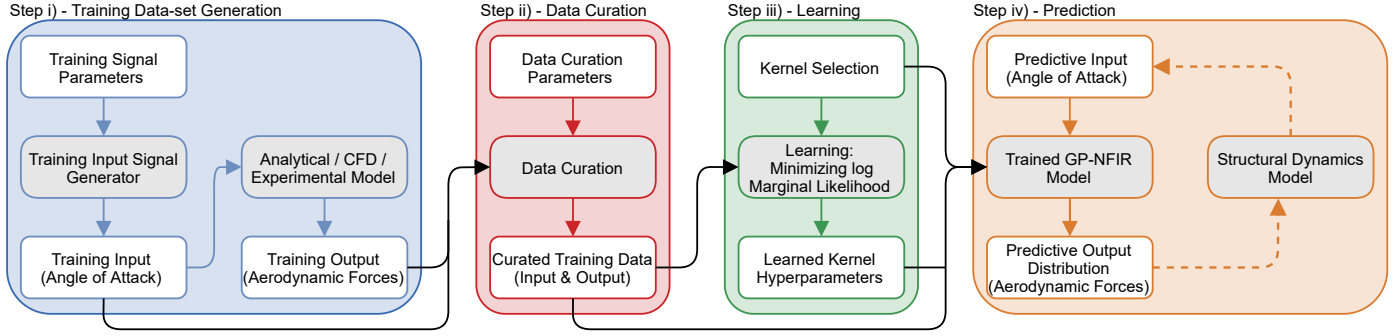 Step i) - Training Data-set Generation
Training Signal
Parameters
Training Input Signal
Generator
Analytical / CFD /
Experimental Model
Training Input
(Angle of Attack)
Training Output
(Aerodynamic Forces)
Step ii) - Data Curation
Data Curation
Parameters
Data Curation
Curated Training Data
(Input & Output)
Step iii) - Learning
Kernel Selection
Learning:
Minimizing log
Marginal Likelihood
Learned Kernel
Hyperparameters
Step iv) - Prediction
Predictive Input
(Angle of Attack)
Trained GP-NFIR
Model
Structural Dynamics
Model
Predictive Output
Distribution
(Aerodynamic Forces)